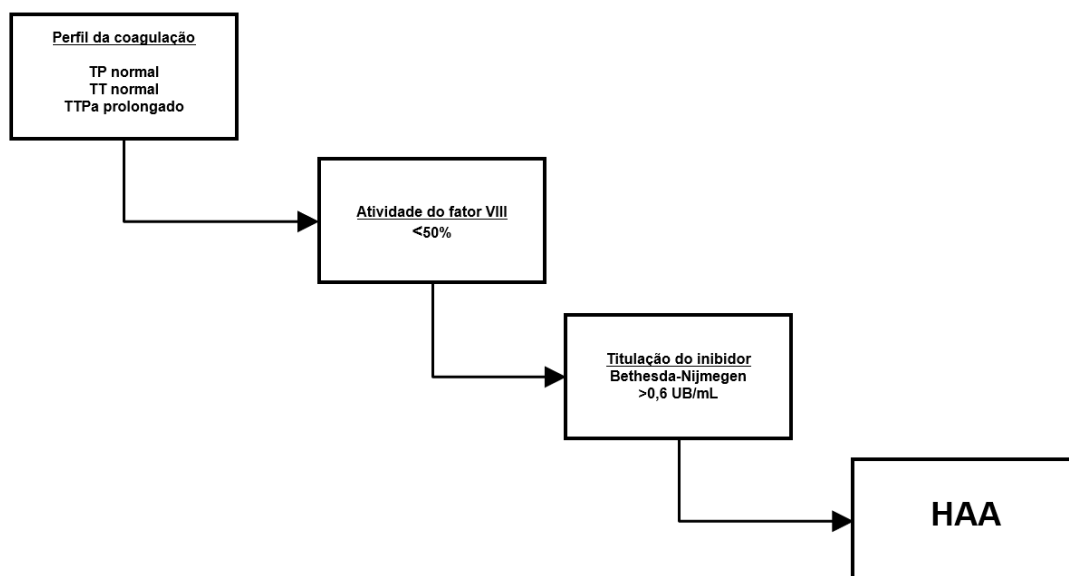 Perfil da coagulação
TP normal
TT normal
TTPa prolongado
Atividade do fator VIII
<50%
Titulação do inibidor
Bethesda-Nijmegen
>0,6 UB/mL
HAA